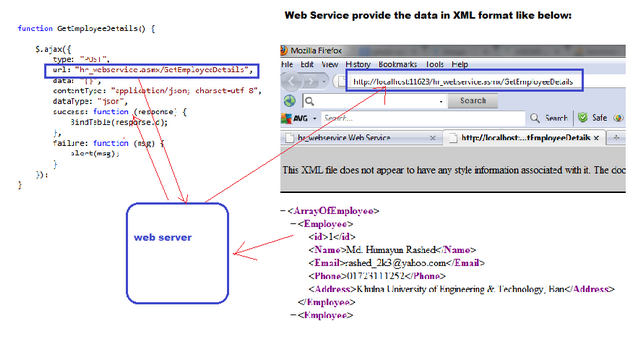 Web Service provide the data in XML format like below:
function GetEmployeeDetails() {
$.ajax({
type: "POST",
url: "hr_webservice.asmx/GetEmployeeDetails",
data: "{}",
contentType: "application/json; charset=utf-8",
dataType: "json",
success: function (response) {
BindTable(response.d);
},
failure: function (msg) {
alert(msg);
}
});
}
web server
Mozilla Firefox
File Edit View History Bookmarks Tools Help
http://localhost:11623/hr_webservice.asmx/GetEmployeeDetails
Search
AVG Search... Search Safe
hr_webservice Web Service × http://localhost:...tEmployeeDetails ×
This XML file does not appear to have any style information associated with it. The doc
−<ArrayOfEmployee>
−<Employee>
<id>1</id>
<Name>Md. Humayun Rashed</Name>
<Email>rashed_2k3@yahoo.com</Email>
<Phone>01723111252</Phone>
<Address>Khulna University of Engineering & Technology, Ban</Address>
</Employee>
−<Employee>